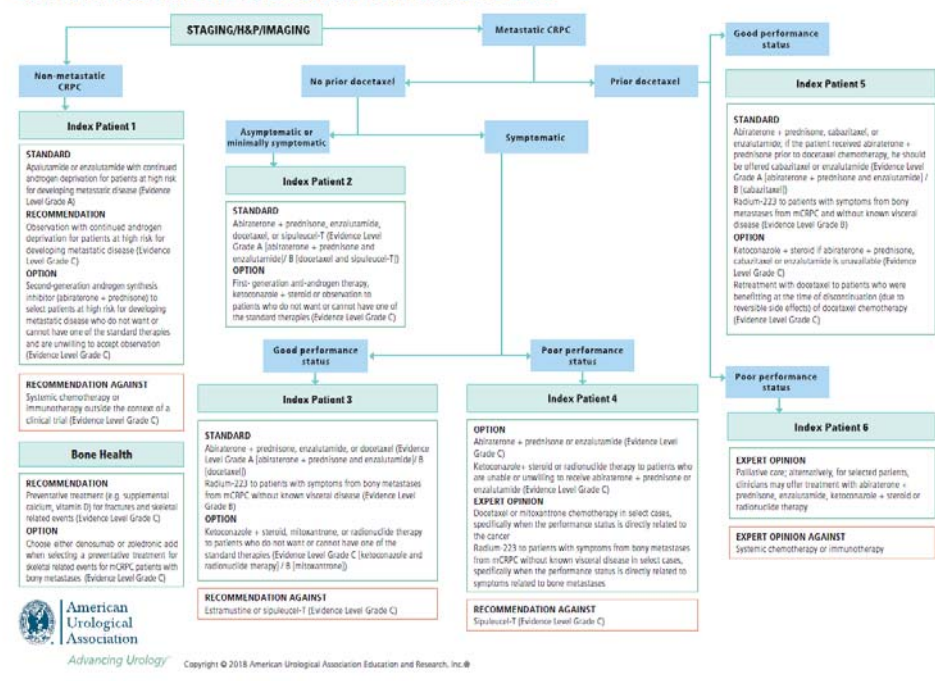 STAGING/H&P/IMAGING
Metastatic CRPC
Good performance
status
Non-metastatic
CRPC
No prior docetaxel
Prior docetaxel
Index Patient 1
STANDARD
Apalutamide or enzalutamide with continued
androgen deprivation for patients at high risk
for developing metastatic disease (Evidence
Level Grade A)
RECOMMENDATION
Observation with continued androgen
deprivation for patients at high risk for
developing metastatic disease (Evidence
Level Grade C)
OPTION
Second-generation androgen synthesis
inhibitor (abiraterone + prednisone) to
select patients at high risk for developing
metastatic disease who do not want or
cannot have one of the standard therapies
and are unwilling to accept observation
(Evidence Level Grade C)
RECOMMENDATION AGAINST
Systemic chemotherapy or
immunotherapy outside the context of a
clinical trial (Evidence Level Grade C)
Bone Health
RECOMMENDATION
Preventative treatment (e.g. supplemental
calcium, vitamin D) for fractures and skeletal
related events (Evidence Level Grade C)
OPTION
Choose either denosumab or zoledronic acid
when selecting a preventative treatment for
skeletal related events for mCRPC patients with
bony metastases (Evidence Level Grade C)
Asymptomatic or
minimally symptomatic
Symptomatic
Index Patient 2
STANDARD
Abiraterone + prednisone, enzalutamide,
docetaxel, or sipuleucel-T (Evidence Level
Grade A [abiraterone + prednisone and
enzalutamide]/ B [docetaxel and sipuleucel-T])
OPTION
First- generation anti-androgen therapy,
ketoconazole + steroid or observation to
patients who do not want or cannot have one of
the standard therapies (Evidence Level Grade C)
Good performance
status
Poor performance
status
Index Patient 3
STANDARD
Abiraterone + prednisone, enzalutamide, or docetaxel (Evidence
Level Grade A [abiraterone + prednisone and enzalutamide]/ B
[docetaxel])
Radium-223 to patients with symptoms from bony metastases
from mCRPC without known visceral disease (Evidence Level
Grade B)
OPTION
Ketoconazole + steroid, mitoxantrone, or radionuclide therapy
to patients who do not want or cannot have one of the
standard therapies (Evidence Level Grade C [ketoconazole and
radionuclide therapy] / B [mitoxantrone])
RECOMMENDATION AGAINST
Estramustine or sipuleucel-T (Evidence Level Grade C)
Index Patient 4
OPTION
Abiraterone + prednisone or enzalutamide (Evidence Level
Grade C)
Ketoconazole+ steroid or radionuclide therapy to patients who
are unable or unwilling to receive abiraterone + prednisone or
enzalutamide (Evidence Level Grade C)
EXPERT OPINION
Docetaxel or mitoxantrone chemotherapy in select cases,
specifically when the performance status is directly related to
the cancer
Radium-223 to patients with symptoms from bony metastases
from mCRPC without known visceral disease in select cases,
specifically when the performance status is directly related to
symptoms related to bone metastases
RECOMMENDATION AGAINST
Sipuleucel-T (Evidence Level Grade C)
Index Patient 5
STANDARD
Abiraterone + prednisone, cabazitaxel, or
enzalutamide; if the patient received abiraterone +
prednisone prior to docetaxel chemotherapy, he should
be offered cabazitaxel or enzalutamide (Evidence Level
Grade A [abiraterone + prednisone and enzalutamide] /
B [cabazitaxel])
Radium-223 to patients with symptoms from bony
metastases from mCRPC and without known visceral
disease (Evidence Level Grade B)
OPTION
Ketoconazole + steroid if abiraterone + prednisone,
cabazitaxel or enzalutamide is unavailable (Evidence
Level Grade C)
Retreatment with docetaxel to patients who were
benefitting at the time of discontinuation (due to
reversible side effects) of docetaxel chemotherapy
(Evidence Level Grade C)
Poor performance
status
Index Patient 6
EXPERT OPINION
Palliative care; alternatively, for selected patients,
clinicians may offer treatment with abiraterone +
prednisone, enzalutamide, ketoconazole + steroid or
radionuclide therapy
EXPERT OPINION AGAINST
Systemic chemotherapy or immunotherapy
American
Urological
Association
Advancing Urology™
Copyright © 2018 American Urological Association Education and Research, Inc.®